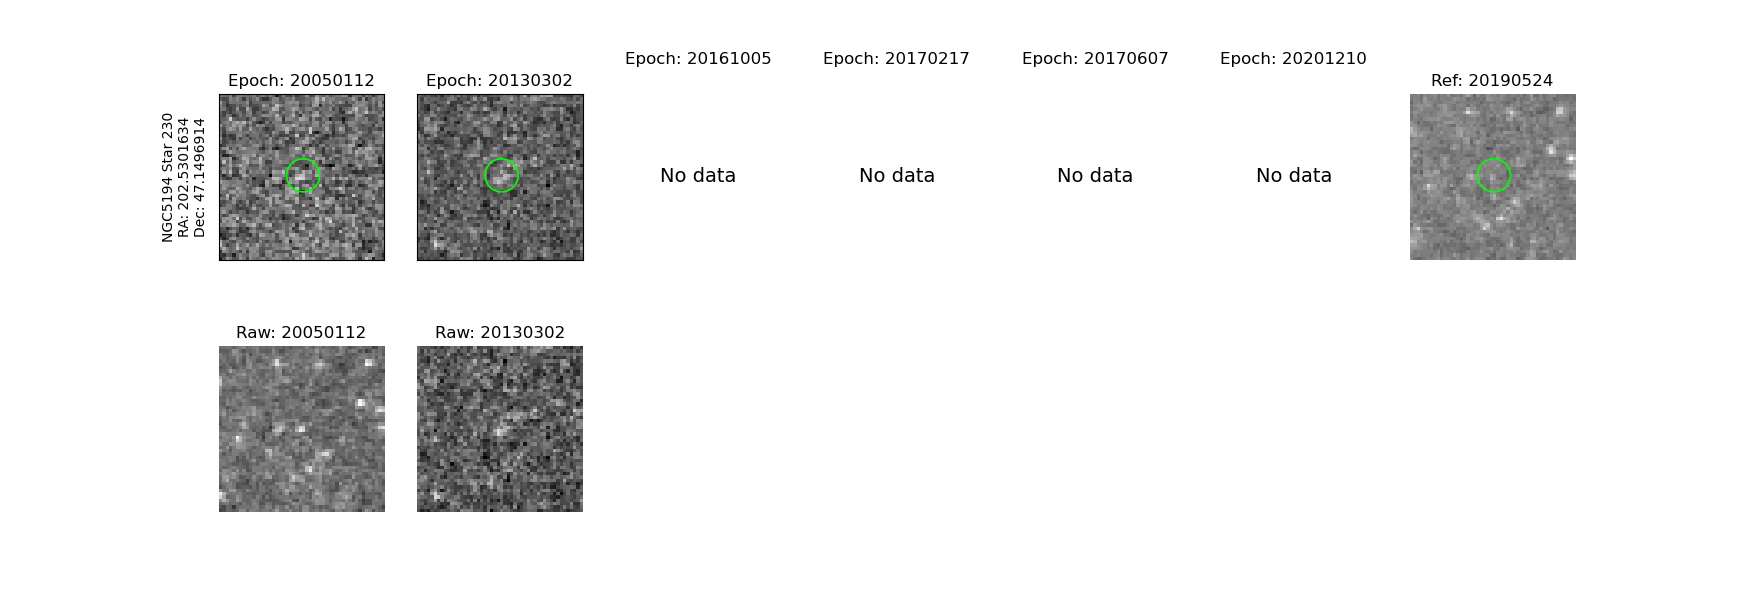 Epoch: 20050112
Epoch: 20130302
Epoch: 20161005
Epoch: 20170217
Epoch: 20170607
Epoch: 20201210
Ref: 20190524
NGC5194 Star 230
RA: 202.5301634
Dec: 47.1496914
No data
No data
No data
No data
Raw: 20050112
Raw: 20130302